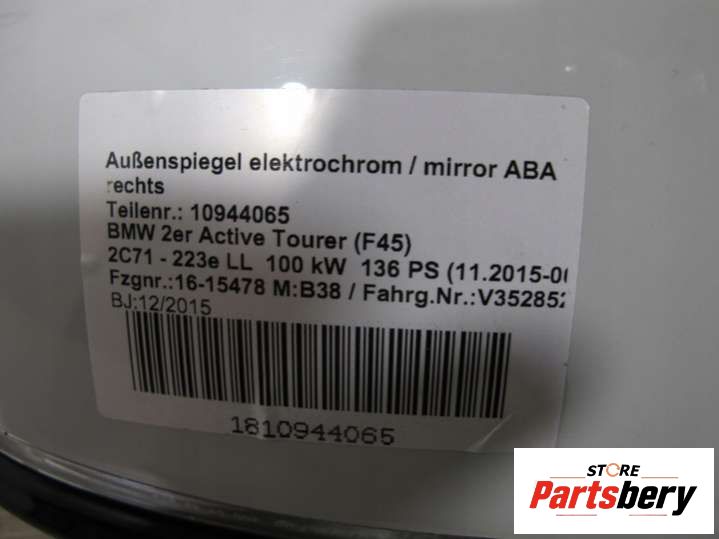 Außenspiegel elektrochrom / mirror ABA
rechts
Teilenr.: 10944065
BMW 2er Active Tourer (F45)
2C71 - 223e LL 100 kW 136 PS (11.2015-0
Fzgnr.:16-15478 M:B38 / Fahrg.Nr.:V352852
BJ:12/2015
1810944065
STORE
Partsbery